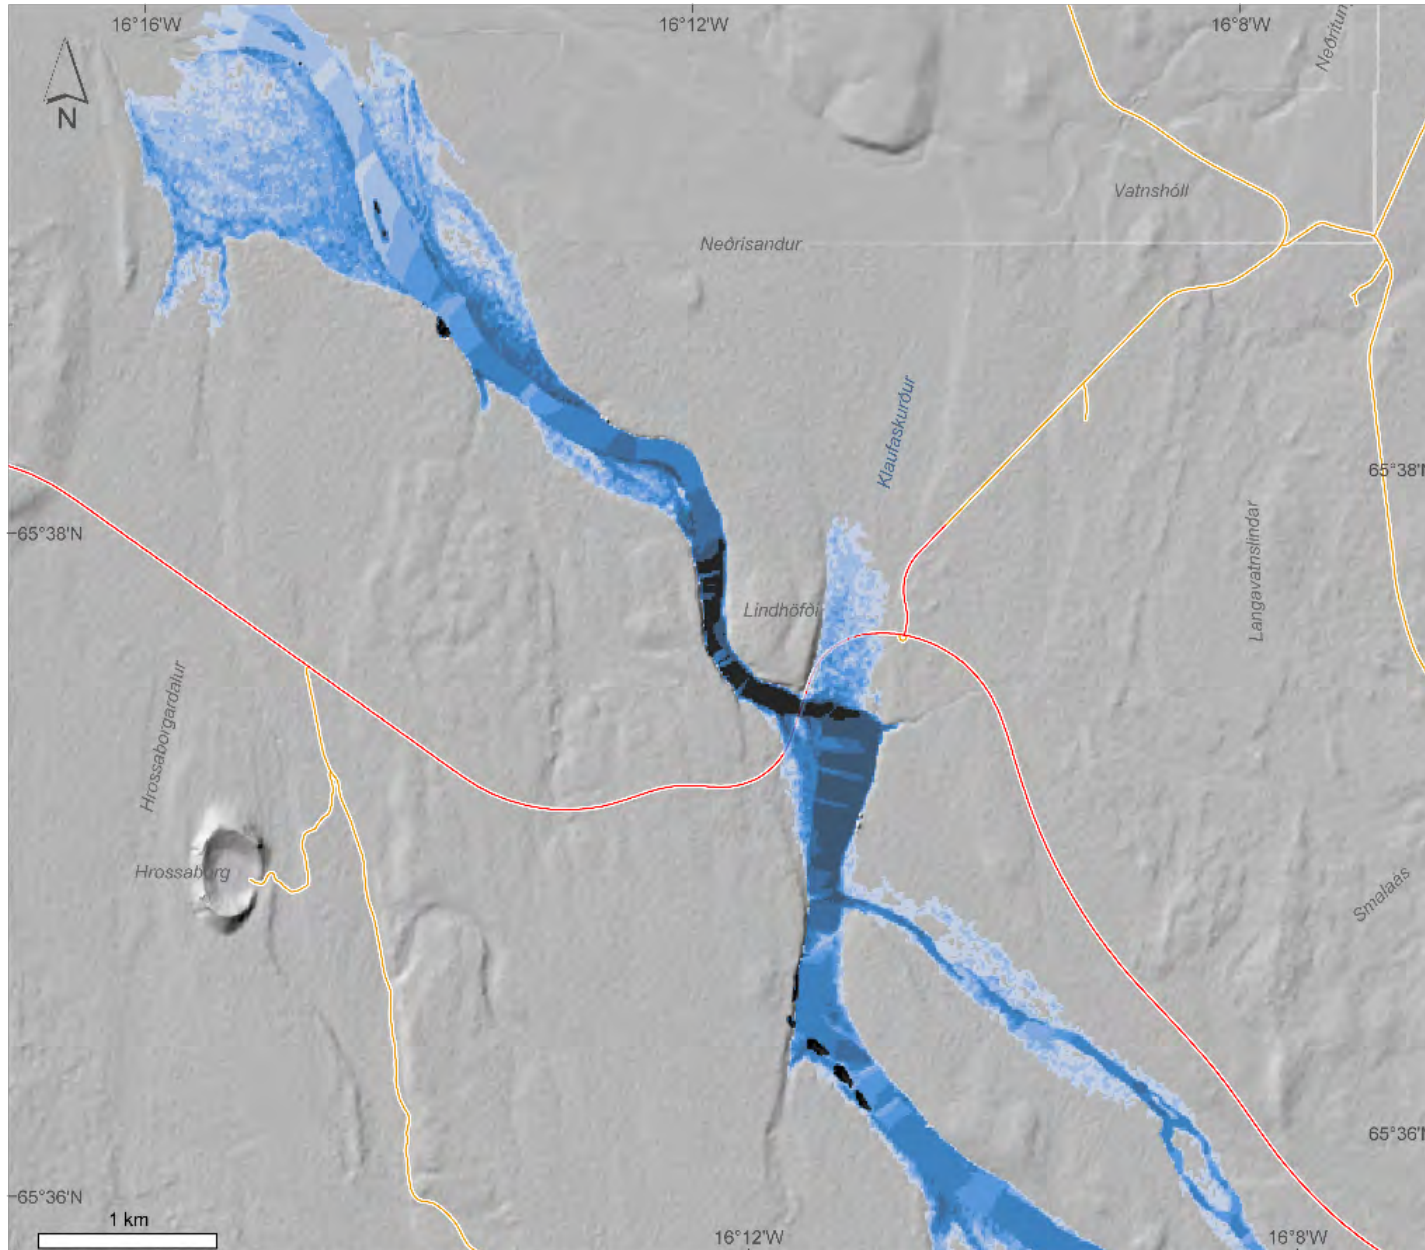 16°16'W
16°12'W
16°8'W
N
Vatnshóll
Neðrisandur
Klaufaskurður
65°38'N
65°38'N
Langavatnslindar
Lindhöfði
Hrossaborgardalur
Hrossaborg
Smalaás
65°36'N
65°36'N
1 km
16°12'W
16°8'W